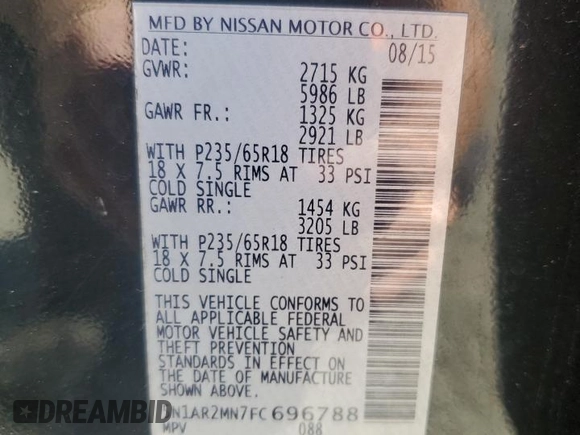 MFD BY NISSAN MOTOR CO., LTD.
DATE: 08/15
GVWR: 2715 KG
5986 LB
GAWR FR.: 1325 KG
2921 LB
WITH P235/65R18 TIRES
18 X 7.5 RIMS AT 33 PSI
COLD SINGLE
GAWR RR.: 1454 KG
3205 LB
WITH P235/65R18 TIRES
18 X 7.5 RIMS AT 33 PSI
COLD SINGLE
THIS VEHICLE CONFORMS TO
ALL APPLICABLE FEDERAL
MOTOR VEHICLE SAFETY AND
THEFT PREVENTION
STANDARDS IN EFFECT ON
THE DATE OF MANUFACTURE
SHOWN ABOVE.
N1AR2MN7FC696788
MPV 088
DREAMBID